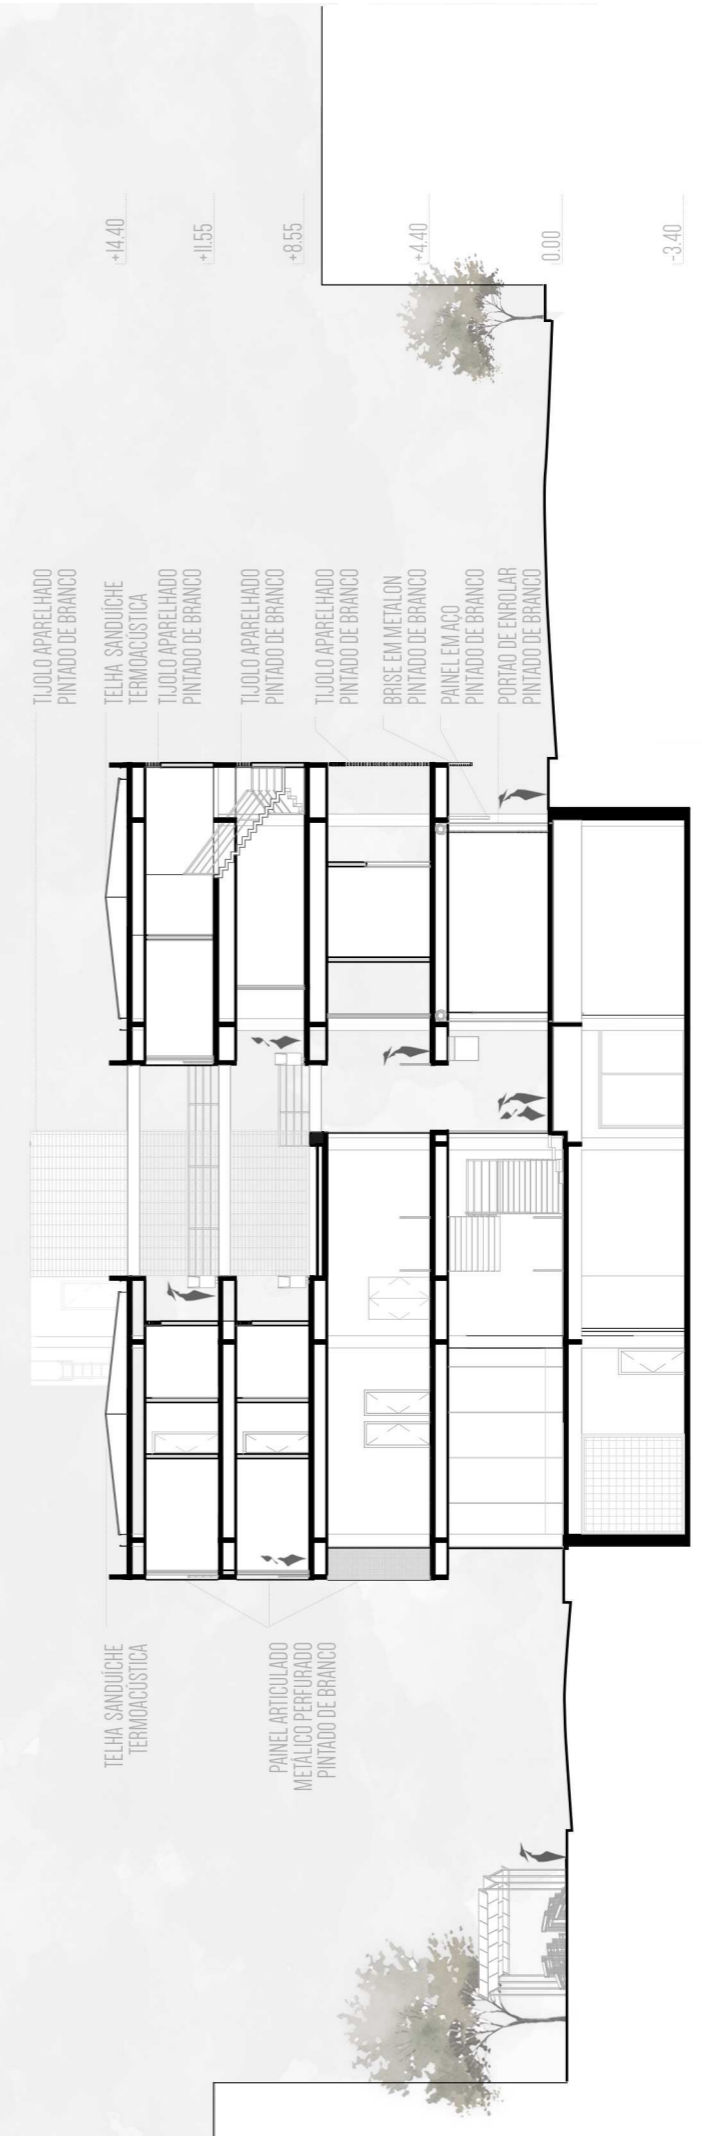 TELHA SANDUÍCHE
TERMOACÚSTICA
PAINEL ARTICULADO
METÁLICO PERFURADO
PINTADO DE BRANCO
TIJOLO APARELHADO
PINTADO DE BRANCO
TELHA SANDUÍCHE
TERMOACÚSTICA
TIJOLO APARELHADO
PINTADO DE BRANCO
TIJOLO APARELHADO
PINTADO DE BRANCO
TIJOLO APARELHADO
PINTADO DE BRANCO
BRISE EM METALON
PINTADO DE BRANCO
PAINEL EM AÇO
PINTADO DE BRANCO
PORTÃO DE ENROLAR
PINTADO DE BRANCO
+14.40
+11.55
+8.55
+4.40
0.00
-3.40